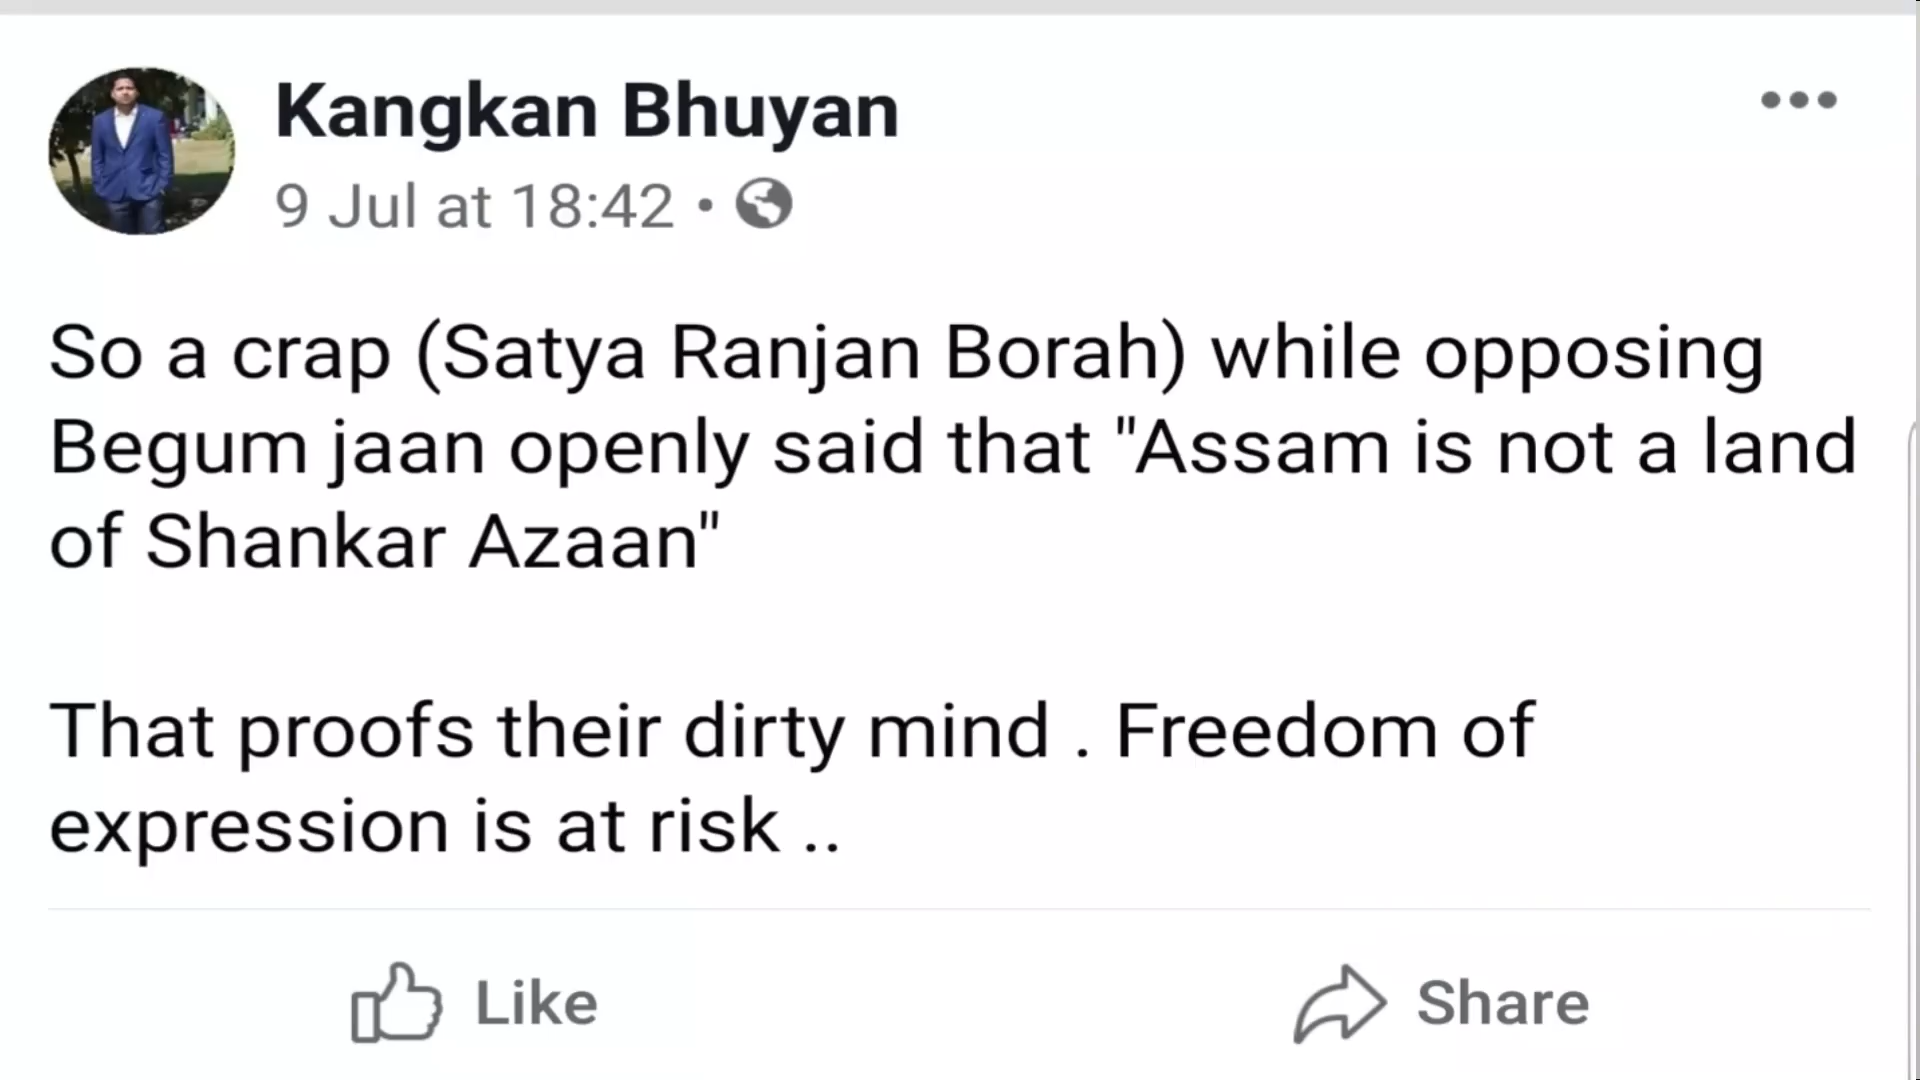 Kangkan Bhuyan
9 Jul at 18:42 •
So a crap (Satya Ranjan Borah) while opposing
Begum jaan openly said that "Assam is not a land
of Shankar Azaan"
That proofs their dirty mind . Freedom of
expression is at risk ..
Like
Share